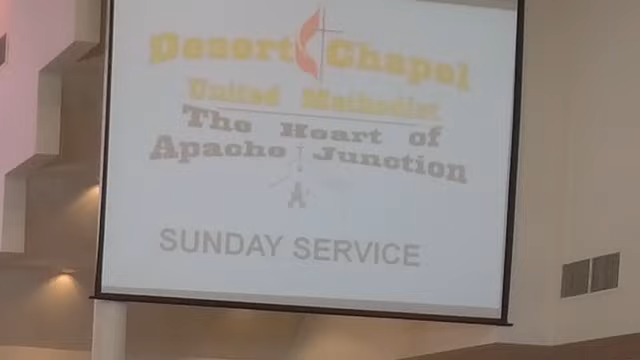 Desert Chapel
United Methodist
The Heart of
Apache Junction
SUNDAY SERVICE